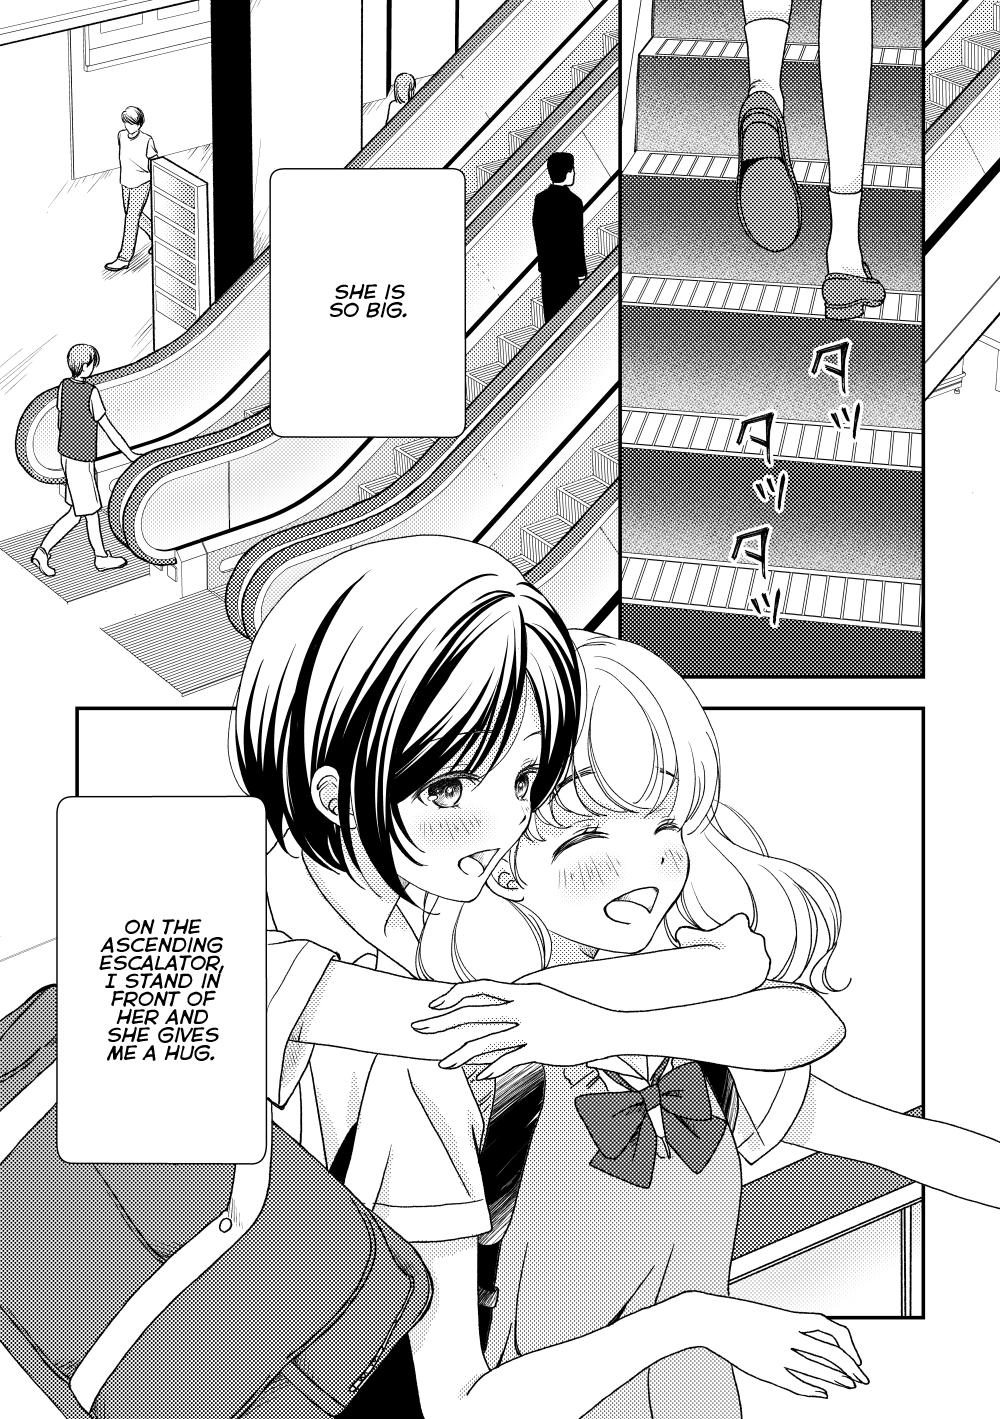 SHE IS
SO BIG.
タッ
タッ
タッ
ON THE
ASCENDING
ESCALATOR,
I STAND IN
FRONT OF
HER AND
SHE GIVES
ME A HUG.